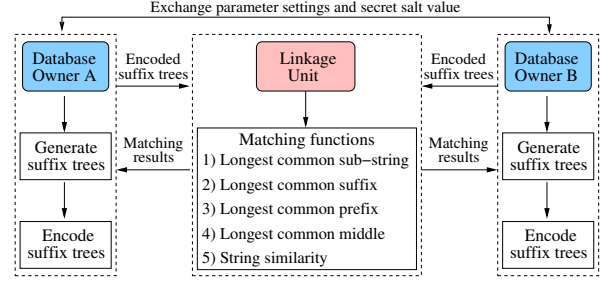 Exchange parameter settings and secret salt value
Database
Owner A
Encoded
suffix trees
Linkage
Unit
Encoded
suffix trees
Database
Owner B
Generate
suffix trees
Matching
results
Matching functions
1) Longest common sub−string
2) Longest common suffix
3) Longest common prefix
4) Longest common middle
5) String similarity
Matching
results
Generate
suffix trees
Encode
suffix trees
Encode
suffix trees